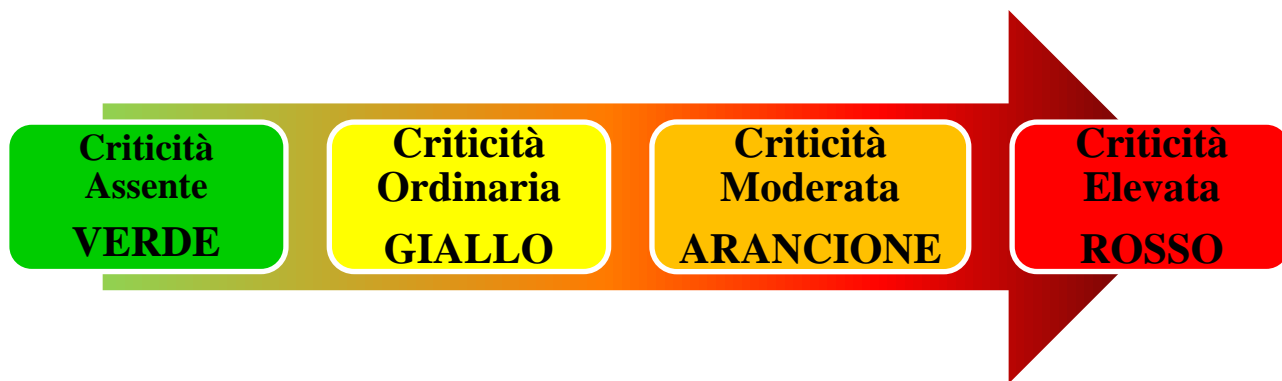 Criticità
Assente
VERDE
Criticità
Ordinaria
GIALLO
Criticità
Moderata
ARANCIONE
Criticità
Elevata
ROSSO